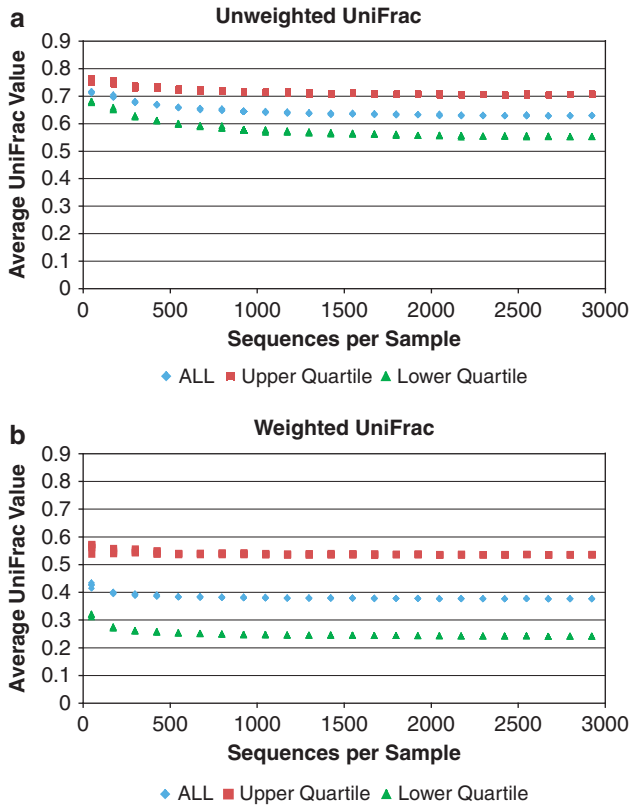 a
Unweighted UniFrac
Average UniFrac Value
0.9
0.8
0.7
0.6
0.5
0.4
0.3
0.2
0.1
0
0 500 1000 1500 2000 2500 3000
Sequences per Sample
ALL Upper Quartile Lower Quartile
b
Weighted UniFrac
Average UniFrac Value
0.9
0.8
0.7
0.6
0.5
0.4
0.3
0.2
0.1
0
0 500 1000 1500 2000 2500 3000
Sequences per Sample
ALL Upper Quartile Lower Quartile